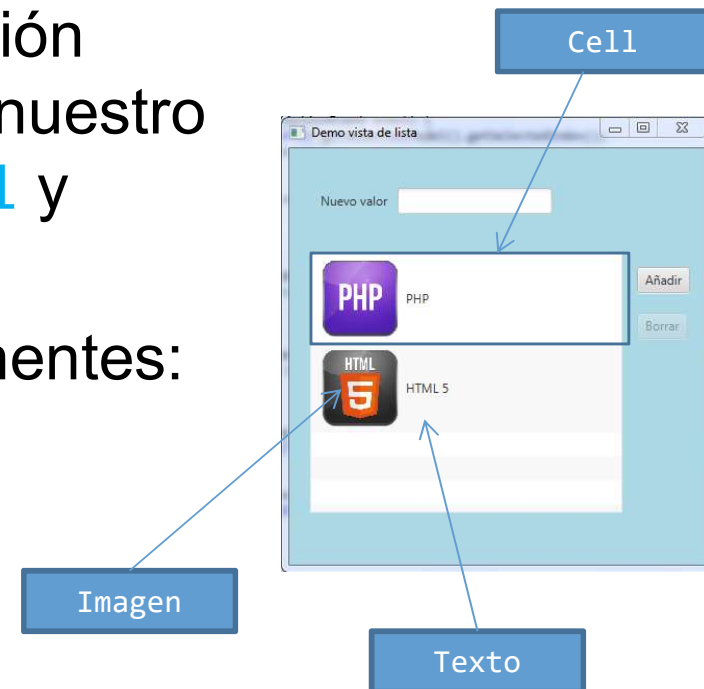 ión
Cell
nuestro
l y
nentes:
Demo vista de lista
Nuevo valor
PHP
PHP
Añadir
Borrar
HTML
5
HTML 5
Imagen
Texto